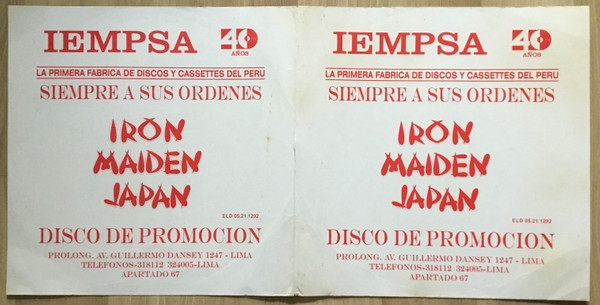 IEMPSA 40 AÑOS
LA PRIMERA FABRICA DE DISCOS Y CASSETTES DEL PERU
SIEMPRE A SUS ORDENES
IRON
MAIDEN
JAPAN
ELD 05.21.1292
DISCO DE PROMOCION
PROLONG. AV. GUILLERMO DANSEY 1247 - LIMA
TELEFONOS-318112 324005-LIMA
APARTADO 67
IEMPSA 40 AÑOS
LA PRIMERA FABRICA DE DISCOS Y CASSETTES DEL PERU
SIEMPRE A SUS ORDENES
IRON
MAIDEN
JAPAN
ELD 05.21.1292
DISCO DE PROMOCION
PROLONG. AV. GUILLERMO DANSEY 1247 - LIMA
TELEFONOS-318112 324005-LIMA
APARTADO 67